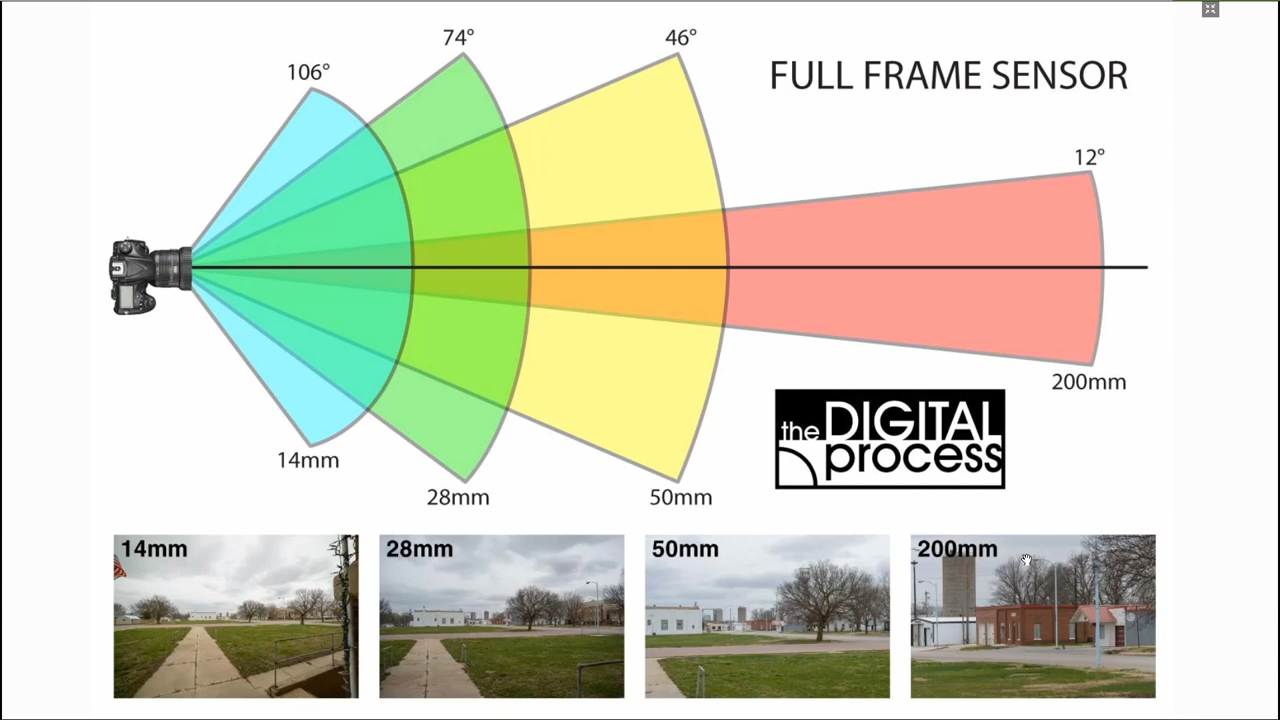 74°
46°
106°
FULL FRAME SENSOR
12°
200mm
the DIGITAL
process
14mm
28mm
50mm
14mm
28mm
50mm
200mm